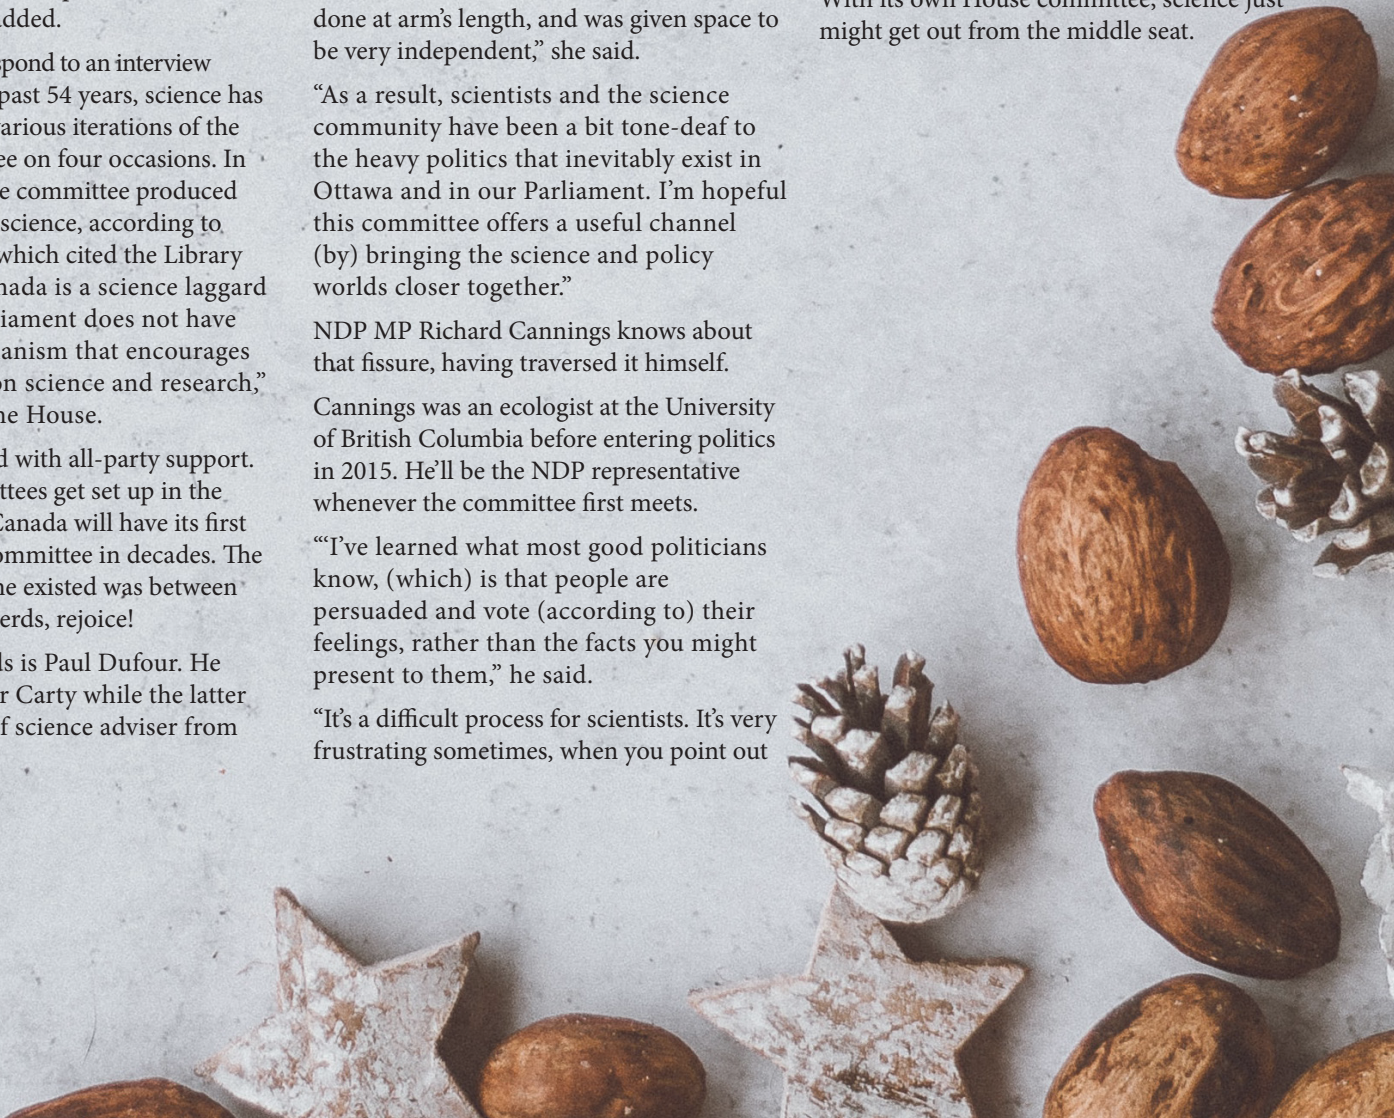 dded.
spond to an interview
past 54 years, science has
various iterations of the
ee on four occasions. In
e committee produced
science, according to
which cited the Library
nada is a science laggard
liament does not have
anism that encourages
on science and research,”
he House.
d with all-party support.
ttees get set up in the
Canada will have its first
ommittee in decades. The
ne existed was between
erds, rejoice!
ds is Paul Dufour. He
r Carty while the latter
f science adviser from
done at arm’s length, and was given space to
be very independent,” she said.
“As a result, scientists and the science
community have been a bit tone-deaf to
the heavy politics that inevitably exist in
Ottawa and in our Parliament. I’m hopeful
this committee offers a useful channel
(by) bringing the science and policy
worlds closer together.”
NDP MP Richard Cannings knows about
that fissure, having traversed it himself.
Cannings was an ecologist at the University
of British Columbia before entering politics
in 2015. He’ll be the NDP representative
whenever the committee first meets.
“‘I’ve learned what most good politicians
know, (which) is that people are
persuaded and vote (according to) their
feelings, rather than the facts you might
present to them,” he said.
“It’s a difficult process for scientists. It’s very
frustrating sometimes, when you point out
With its own House committee, science just
might get out from the middle seat.